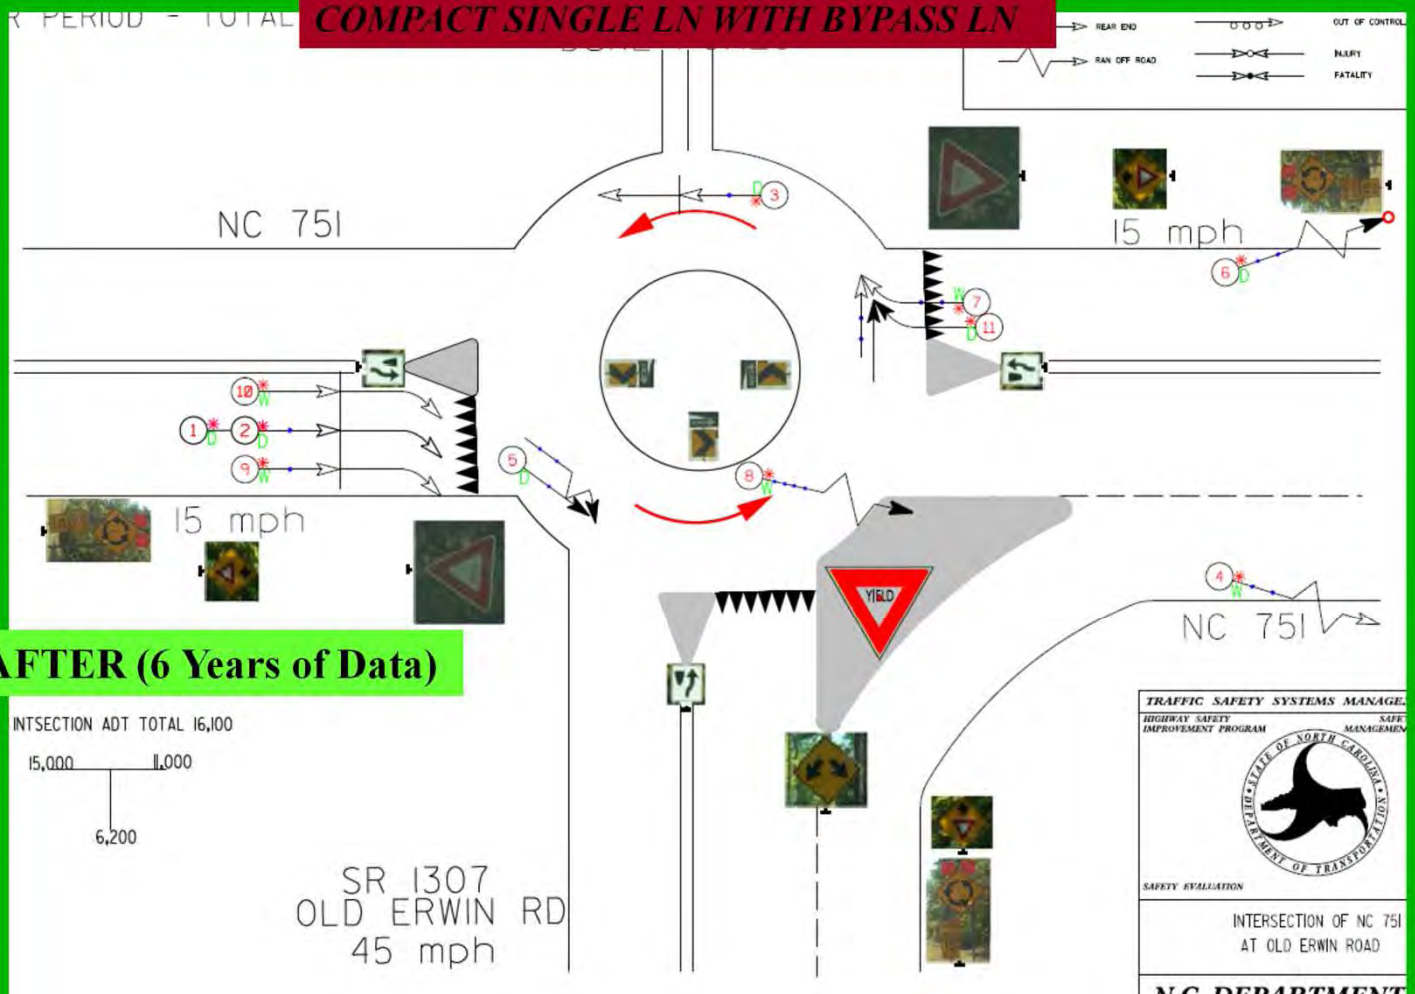 R PERIOD - TOTAL
COMPACT SINGLE LN WITH BYPASS LN
REAR END
OUT OF CONTROL
RAN OFF ROAD
INJURY
FATALITY
NC 751
D
3
15 mph
6
D
W
7
11
D
10
W
1
D
2
D
9
W
5
D
8
W
15 mph
YIELD
4
W
NC 751
AFTER (6 Years of Data)
INTSECTION ADT TOTAL 16,100
15,000
11,000
6,200
SR 1307
OLD ERWIN RD
45 mph
TRAFFIC SAFETY SYSTEMS MANAGE
HIGHWAY SAFETY
IMPROVEMENT PROGRAM
SAFE
MANAGEMEN
STATE OF NORTH CAROLINA
DEPARTMENT OF TRANSPORTATION
SAFETY EVALUATION
INTERSECTION OF NC 751
AT OLD ERWIN ROAD
N.C. DEPARTMENT